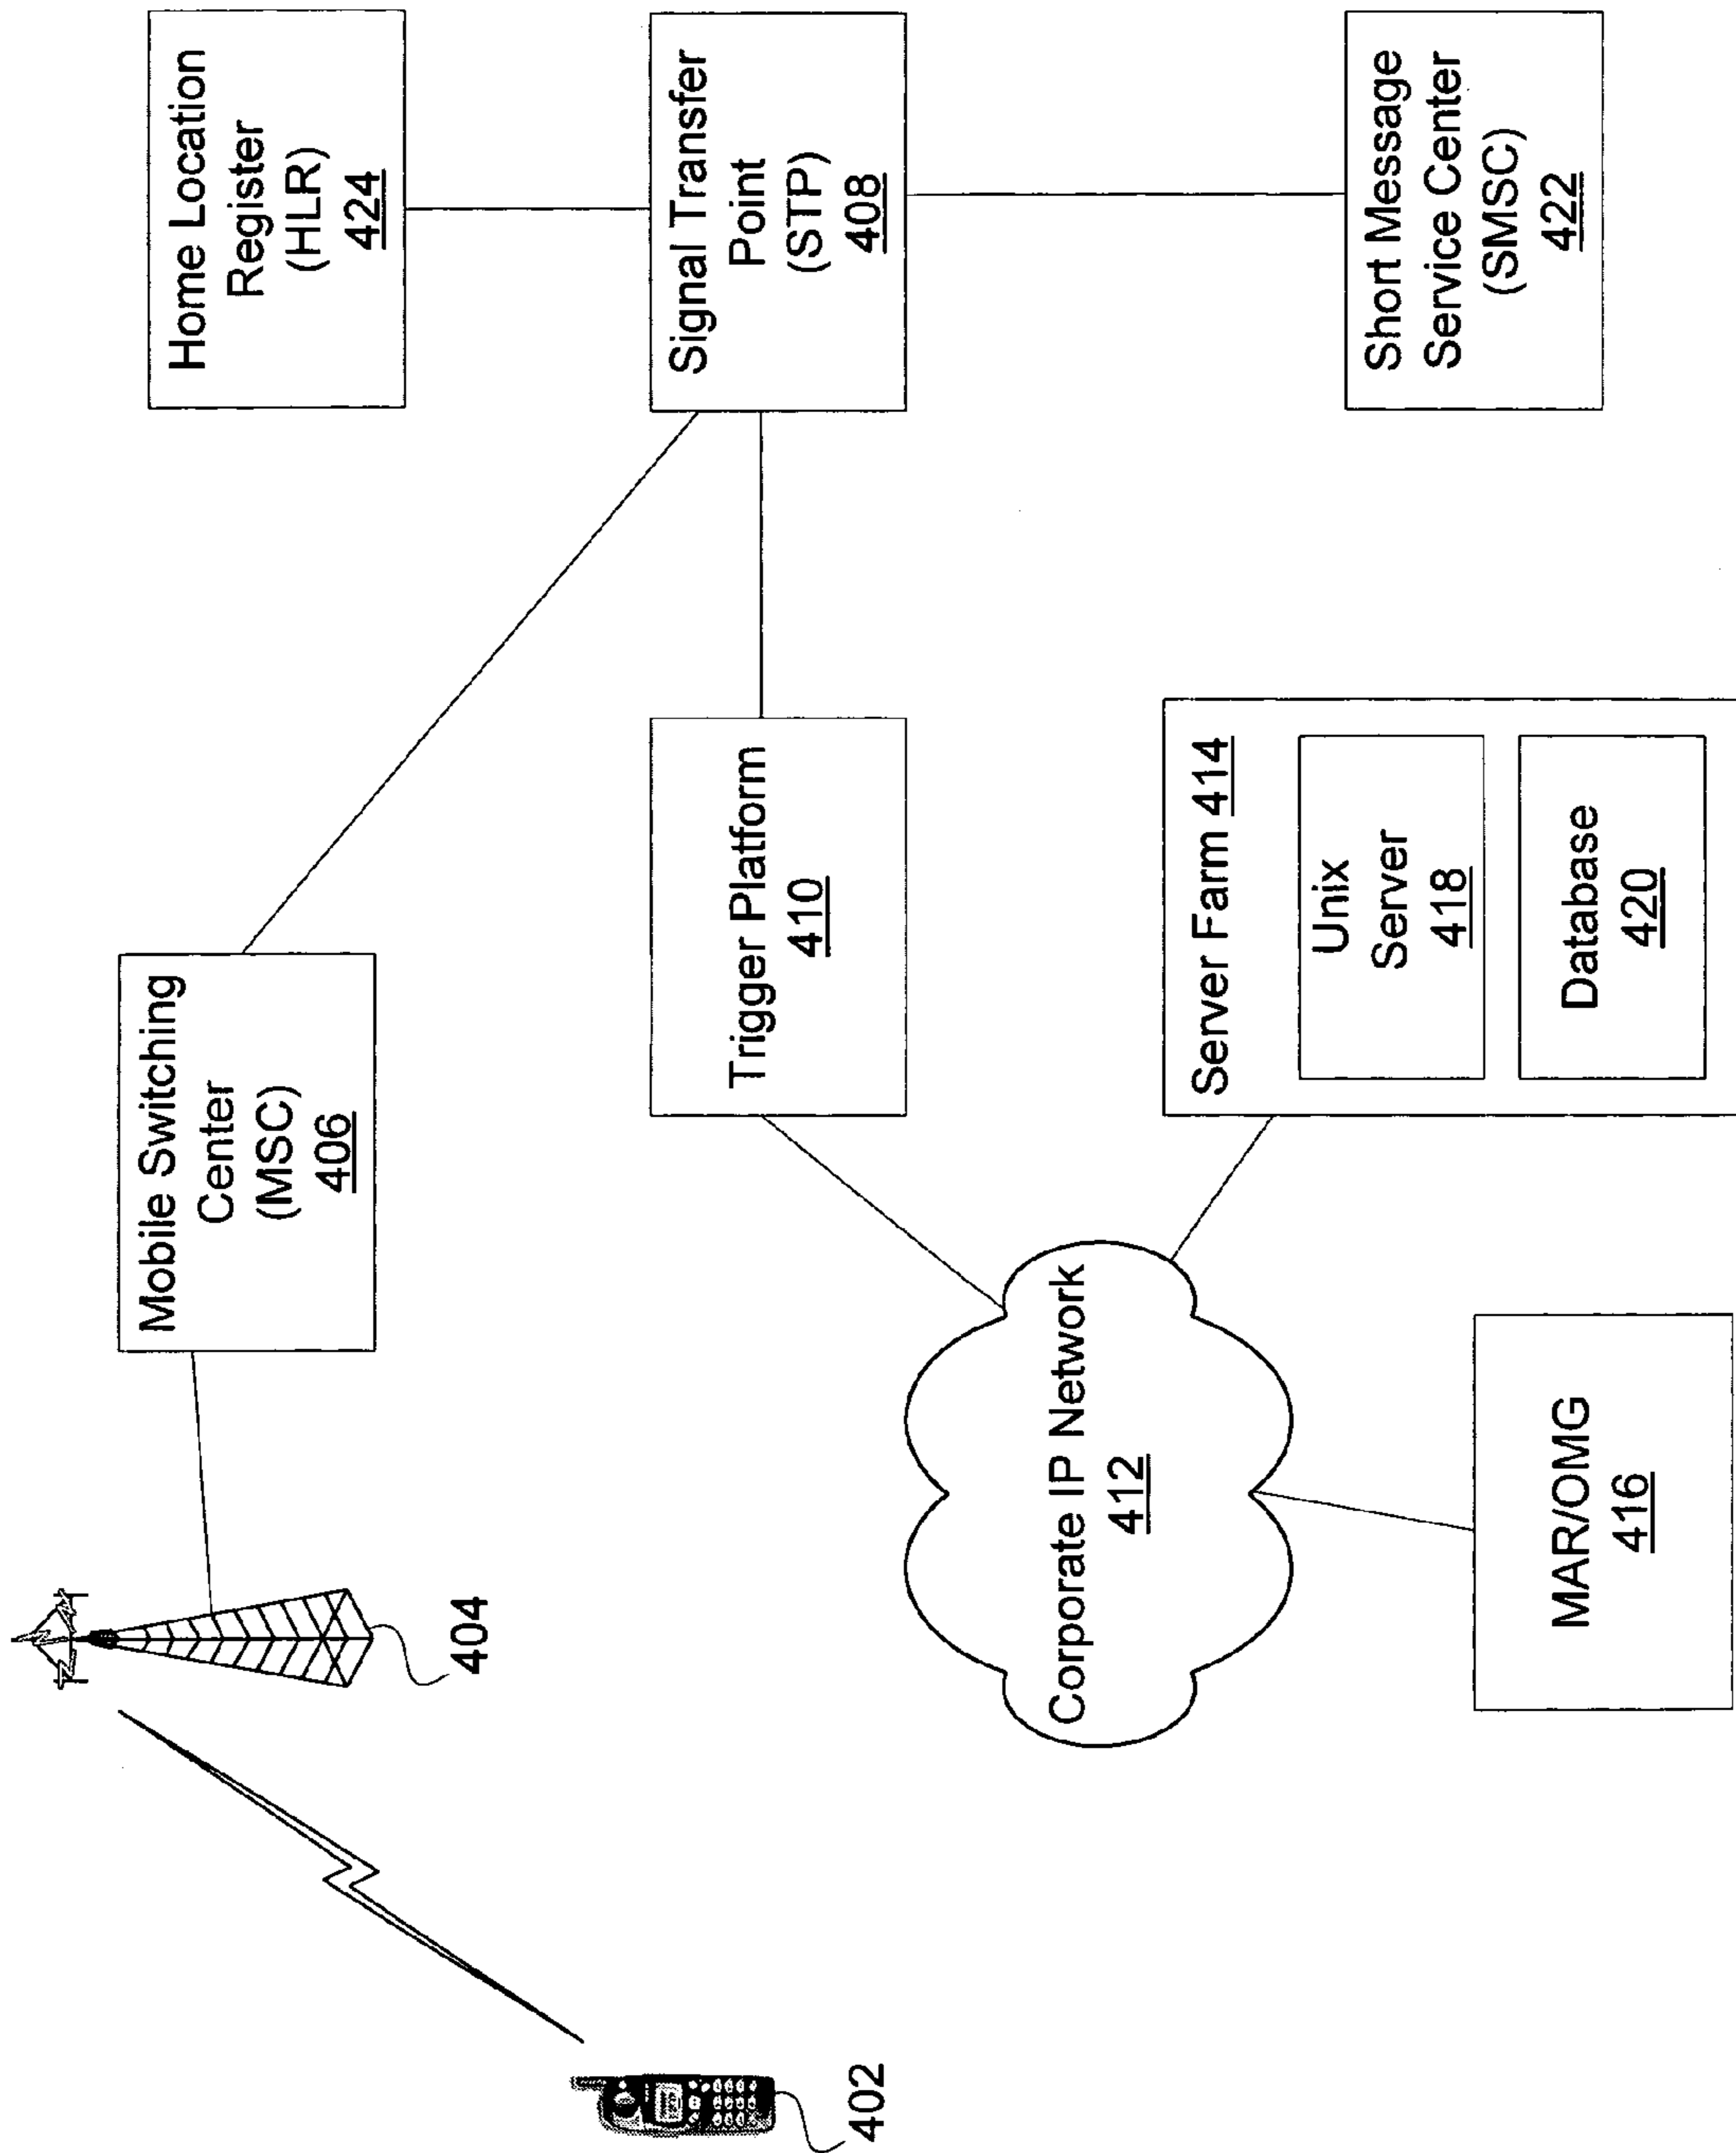 402
404
Mobile Switching
Center
(MSC)
406
Home Location
Register
(HLR)
424
Corporate IP Network
412
Trigger Platform
410
Signal Transfer
Point
(STP)
408
MAR/OMG
416
Server Farm 414
Unix
Server
418
Database
420
Short Message
Service Center
(SMSC)
422